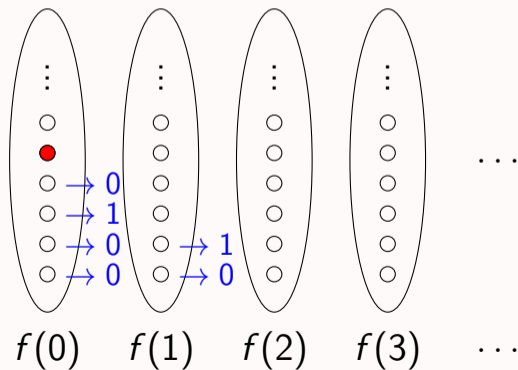 ⋮ ⋮ ⋮ ⋮
→ 0
→ 1
→ 0 → 1
→ 0 → 0
⋯
f(0) f(1) f(2) f(3) ⋯